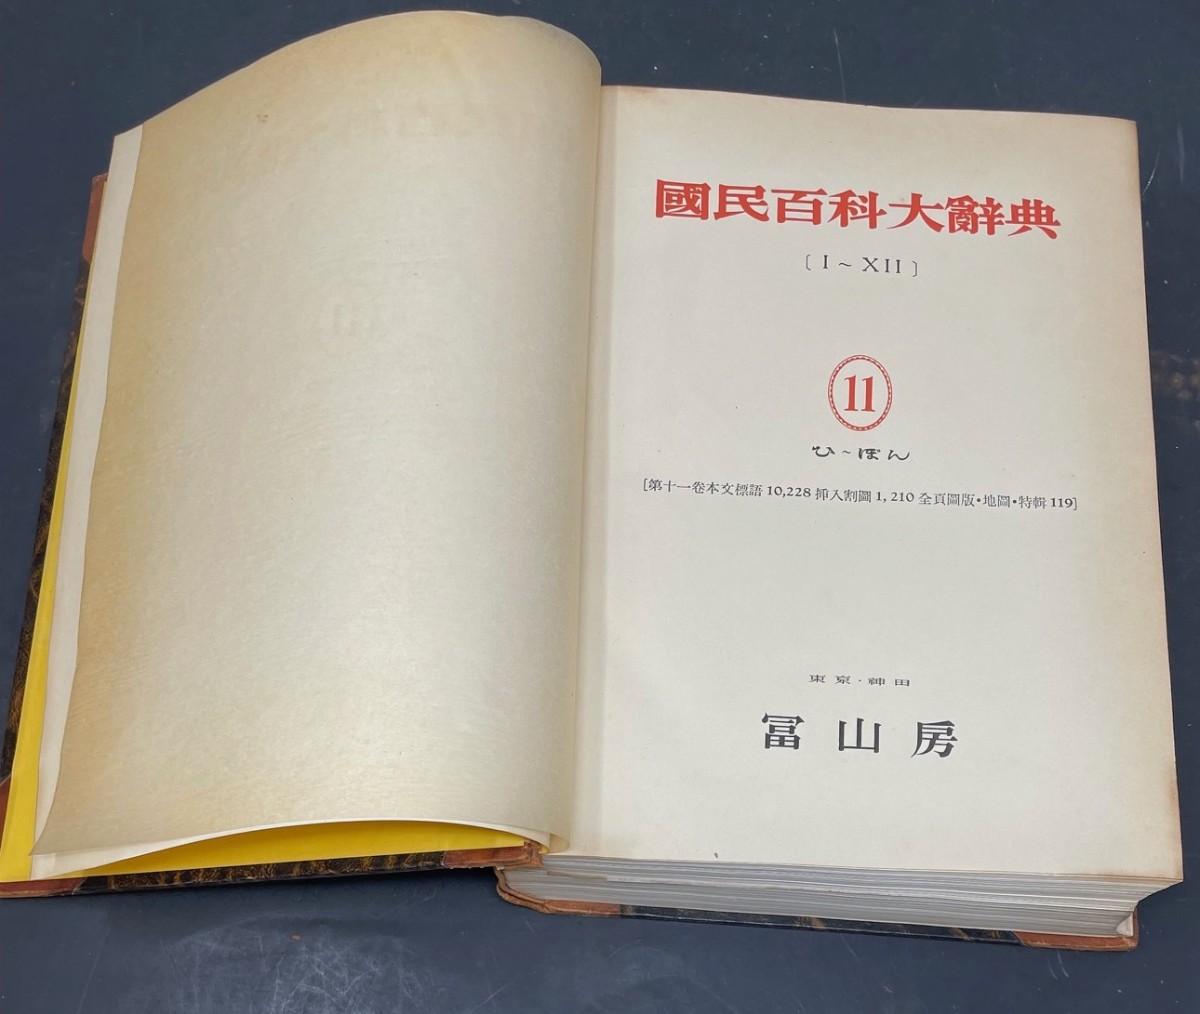 國民百科大辭典
〔I～XII〕
11
ひ～ぽん
[第十一卷本文標語 10,228 揷入割圖 1,210 全頁圖版・地圖・特輯 119]
東京・神田
冨山房